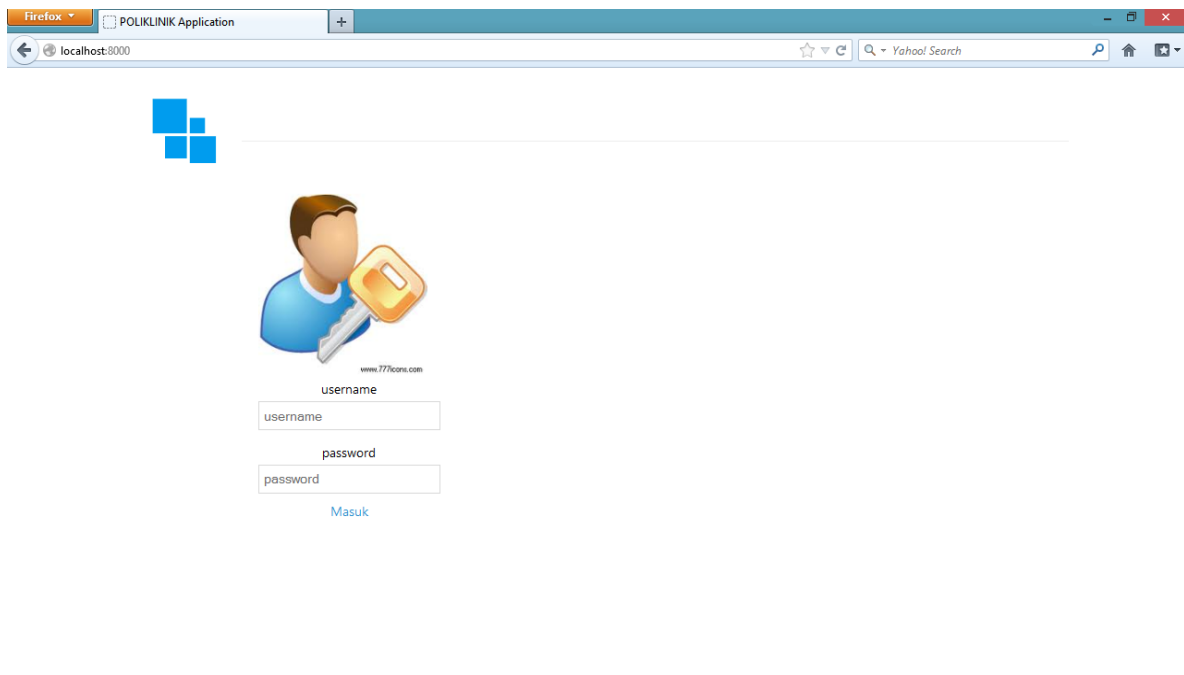 Firefox
POLIKLINIK Application
localhost:8000
Yahoo! Search
www.777icons.com
username
username
password
password
Masuk